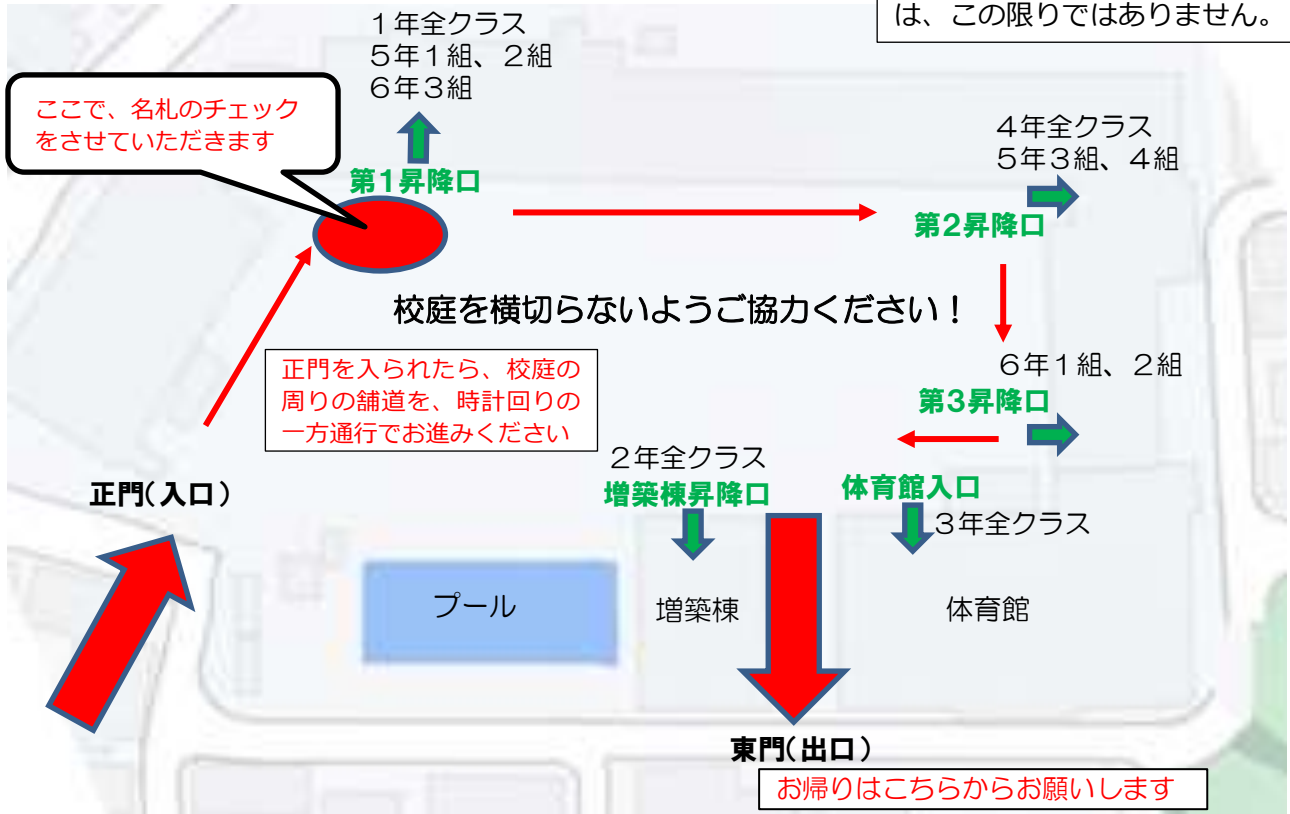 は、この限りではありません。
１年全クラス
５年１組、２組
６年３組
ここで、名札のチェック
をさせていただきます
第1昇降口
４年全クラス
５年３組、４組
第2昇降口
校庭を横切らないようご協力ください！
正門を入られたら、校庭の
周りの舗道を、時計回りの
一方通行でお進みください
６年１組、２組
第3昇降口
２年全クラス
増築棟昇降口
体育館入口
３年全クラス
正門(入口)
プール
増築棟
体育館
東門(出口)
お帰りはこちらからお願いします